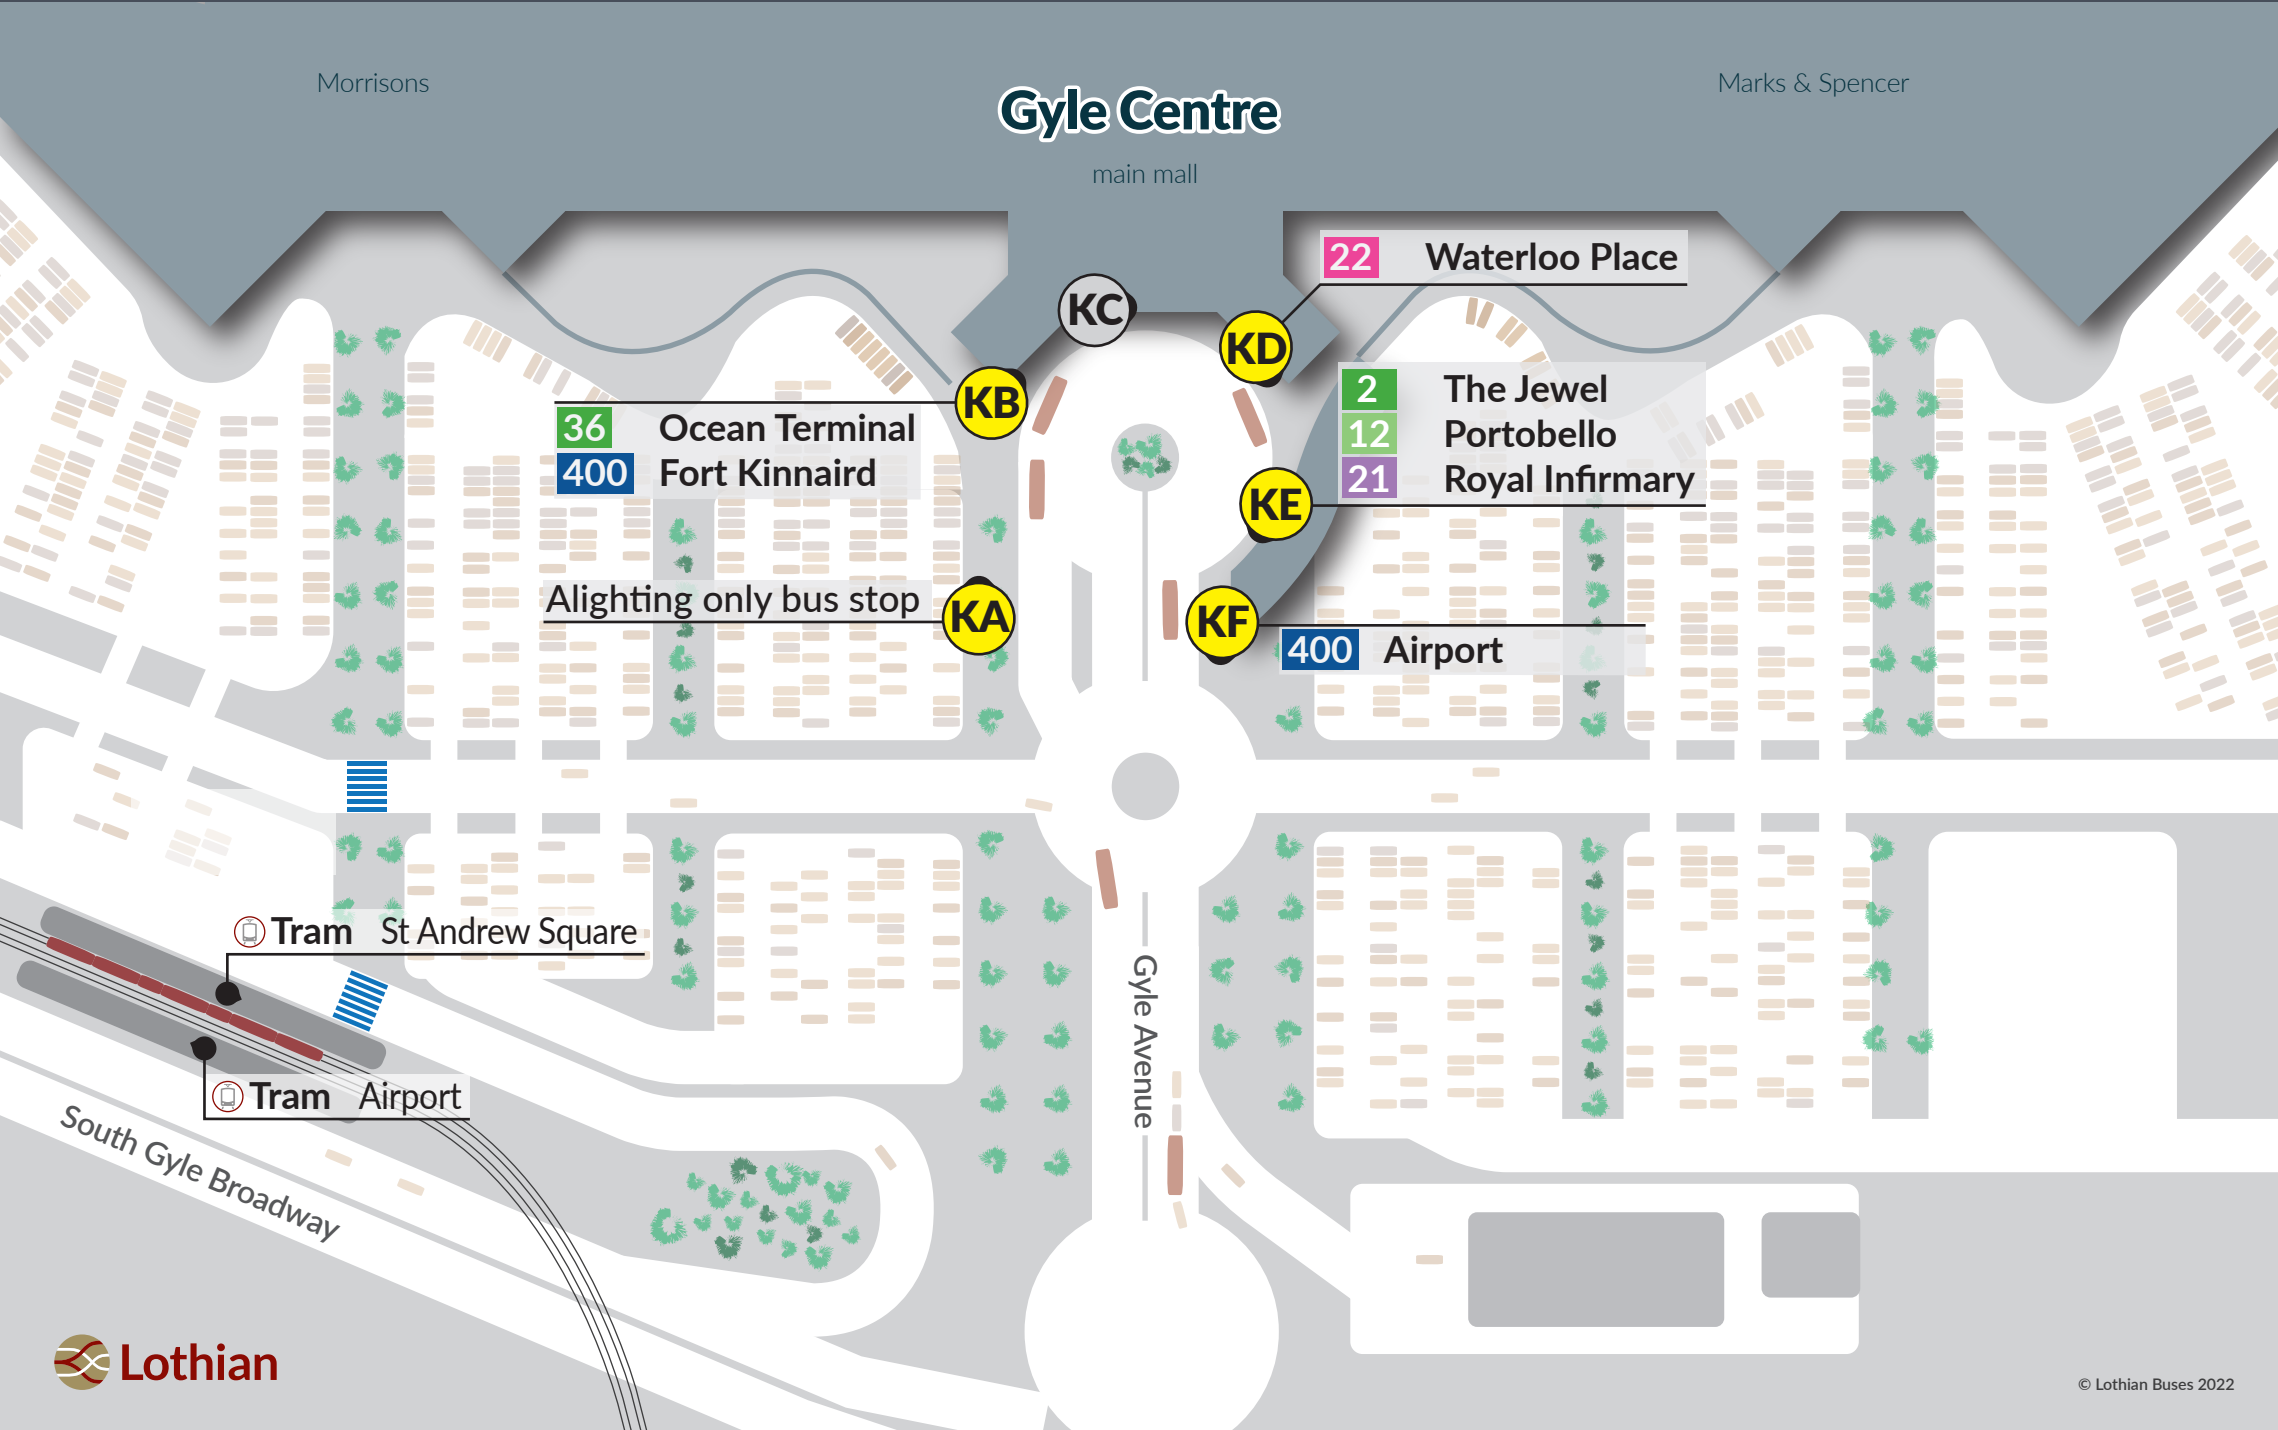 Morrisons
Gyle Centre
Marks & Spencer
main mall
22 Waterloo Place
KC
KD
KB
36 Ocean Terminal
400 Fort Kinnaird
2 The Jewel
12 Portobello
21 Royal Infirmary
KE
Alighting only bus stop
KA
KF
400 Airport
Tram St Andrew Square
Gyle Avenue
Tram Airport
South Gyle Broadway
Lothian
© Lothian Buses 2022